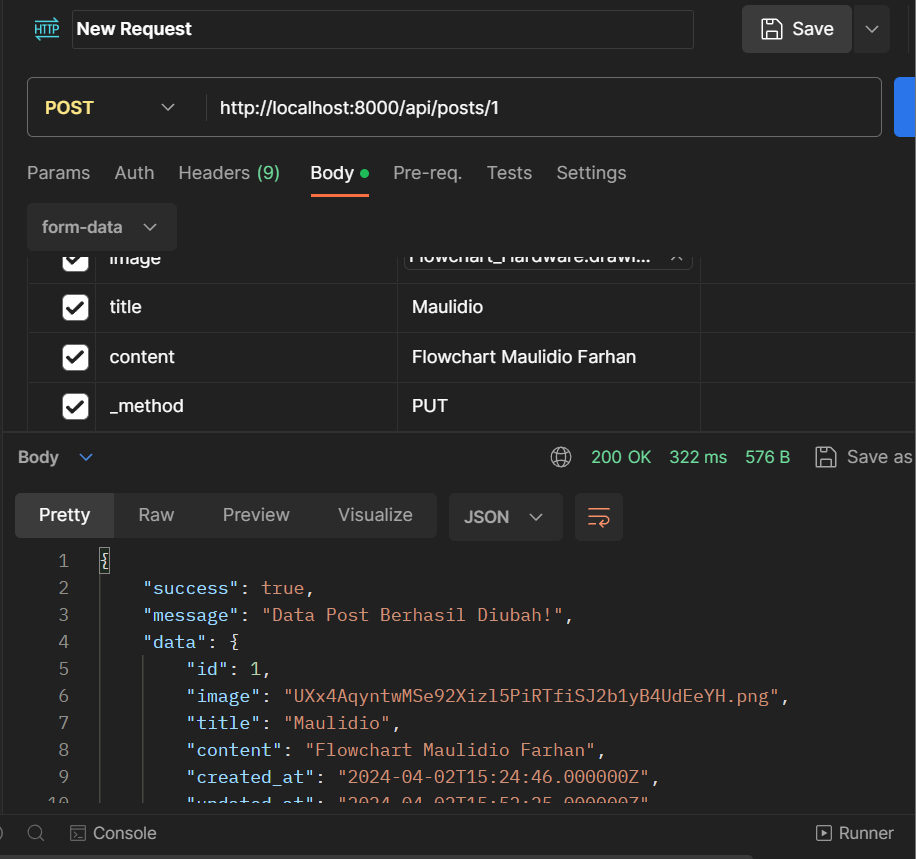 HTTP New Request Save
POST http://localhost:8000/api/posts/1
Params Auth Headers (9) Body Pre-req. Tests Settings
form-data
image Flowchart_Hardware.drawi...
title Maulidio
content Flowchart Maulidio Farhan
_method PUT
Body 200 OK 322 ms 576 B Save as
Pretty Raw Preview Visualize JSON
1 {
2 "success": true,
3 "message": "Data Post Berhasil Diubah!",
4 "data": {
5 "id": 1,
6 "image": "UXx4AqyntwMSe92Xizl5PiRTfiSJ2b1yB4UdEeYH.png",
7 "title": "Maulidio",
8 "content": "Flowchart Maulidio Farhan",
9 "created_at": "2024-04-02T15:24:46.000000Z",
10 "updated_at": "2024-04-02T15:52:35.000000Z"
Console Runner